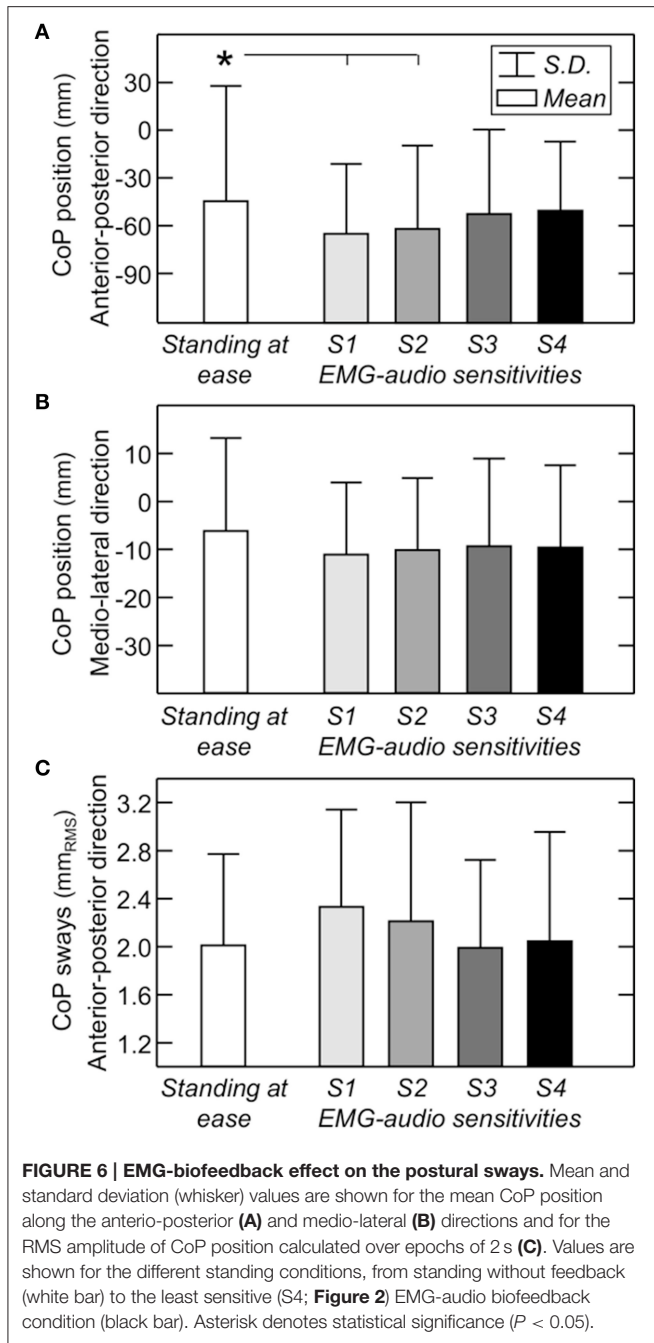 A
*
S.D.
Mean
CoP position (mm)
Anterior-posterior direction
30
0
-30
-60
-90
Standing at ease
S1 S2 S3 S4
EMG-audio sensitivities
B
CoP position (mm)
Medio-lateral direction
10
0
-10
-20
-30
Standing at ease
S1 S2 S3 S4
EMG-audio sensitivities
C
CoP sways (mmRMS)
Anterior-posterior direction
3.2
2.8
2.4
2.0
1.6
1.2
Standing at ease
S1 S2 S3 S4
EMG-audio sensitivities
FIGURE 6 | EMG-biofeedback effect on the postural sways. Mean and
standard deviation (whisker) values are shown for the mean CoP position
along the anterio-posterior (A) and medio-lateral (B) directions and for the
RMS amplitude of CoP position calculated over epochs of 2 s (C). Values are
shown for the different standing conditions, from standing without feedback
(white bar) to the least sensitive (S4; Figure 2) EMG-audio biofeedback
condition (black bar). Asterisk denotes statistical significance (P < 0.05).